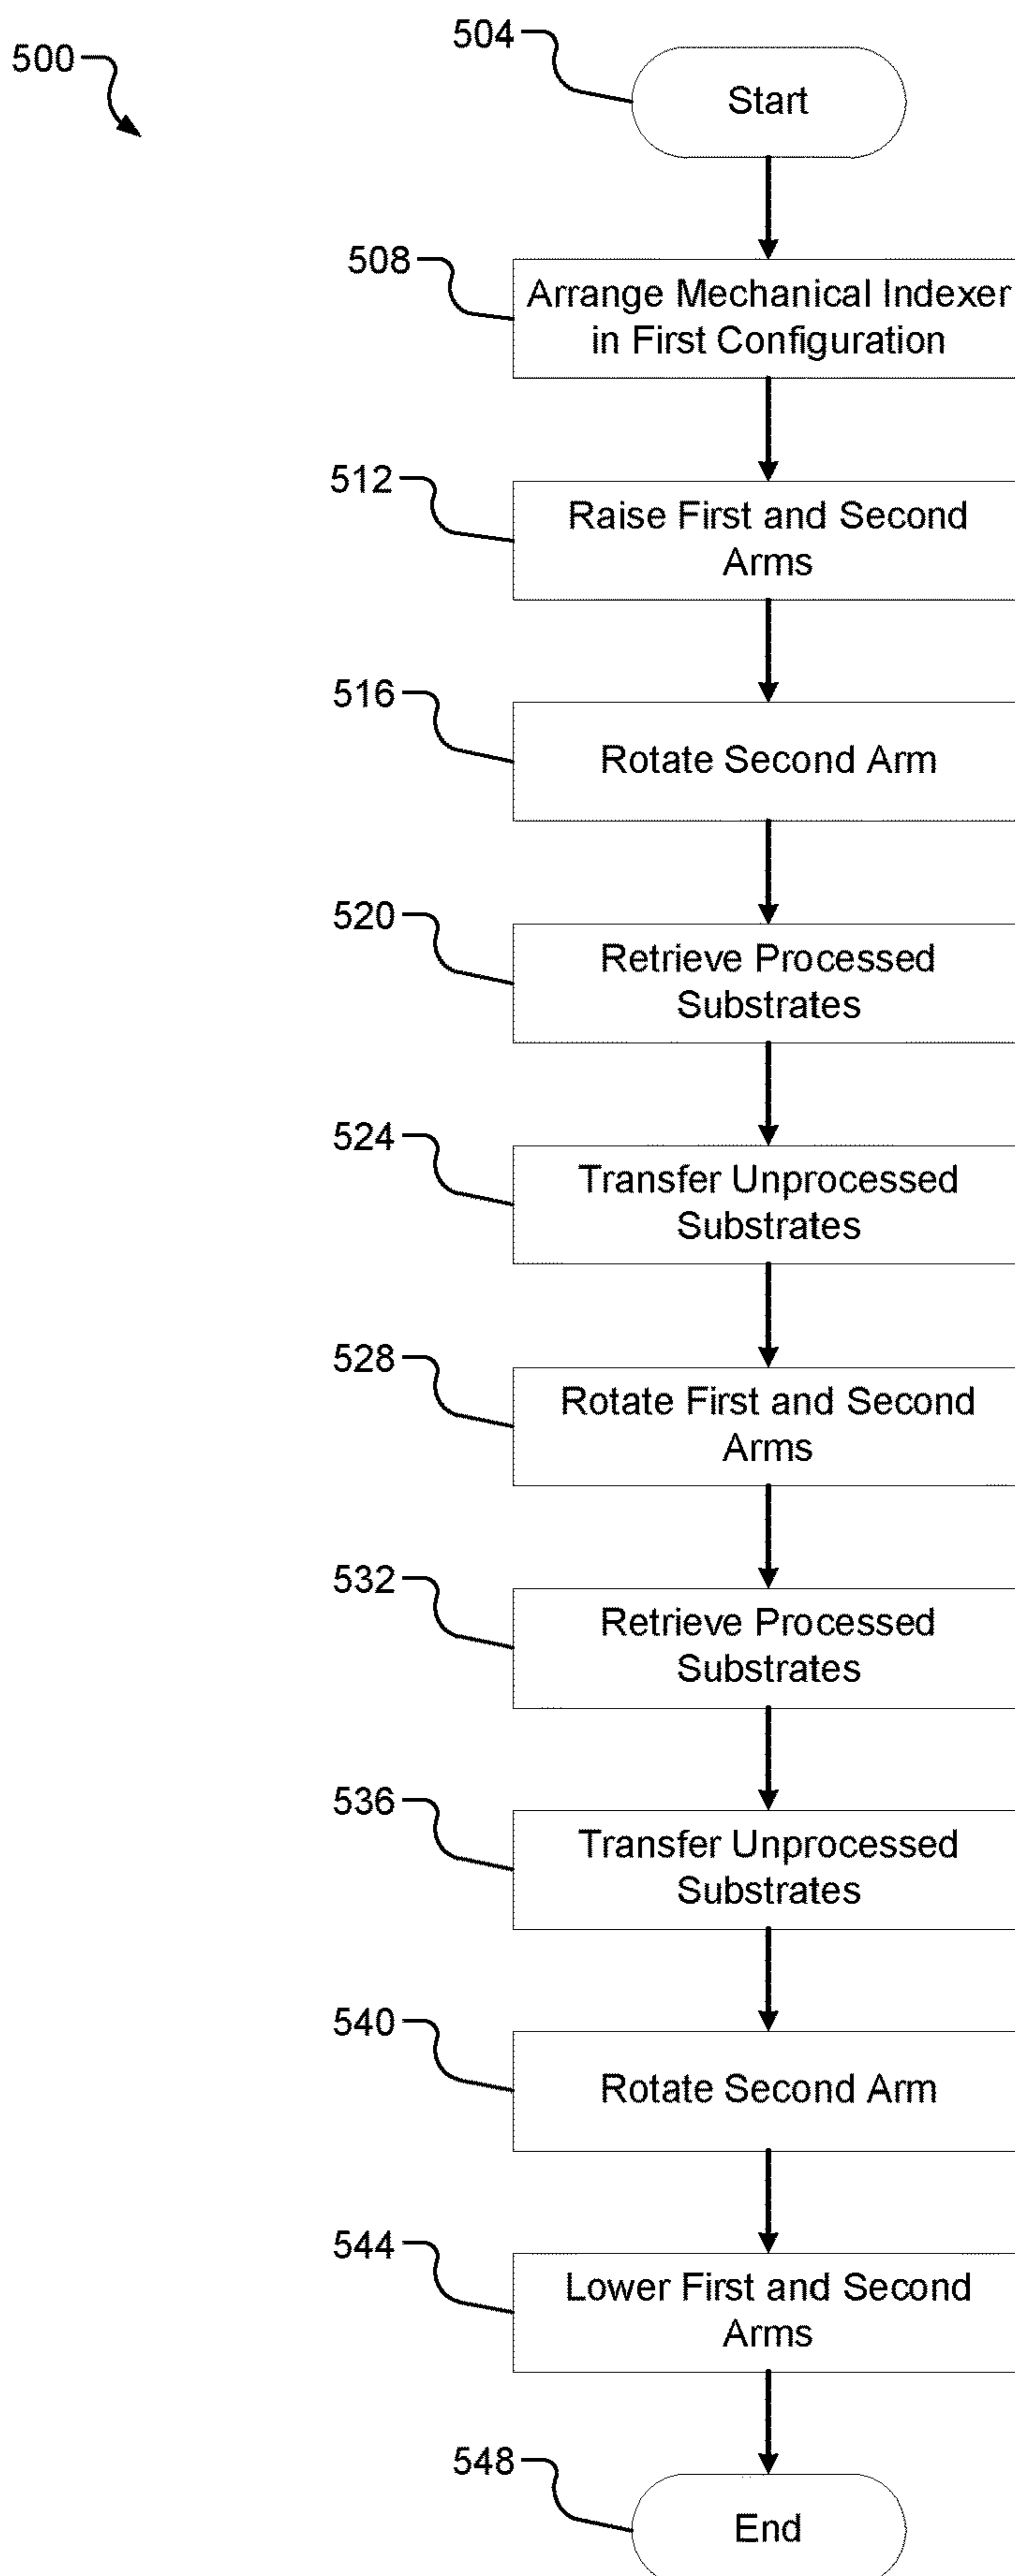 500
504
Start
508
Arrange Mechanical Indexer
in First Configuration
512
Raise First and Second
Arms
516
Rotate Second Arm
520
Retrieve Processed
Substrates
524
Transfer Unprocessed
Substrates
528
Rotate First and Second
Arms
532
Retrieve Processed
Substrates
536
Transfer Unprocessed
Substrates
540
Rotate Second Arm
544
Lower First and Second
Arms
548
End